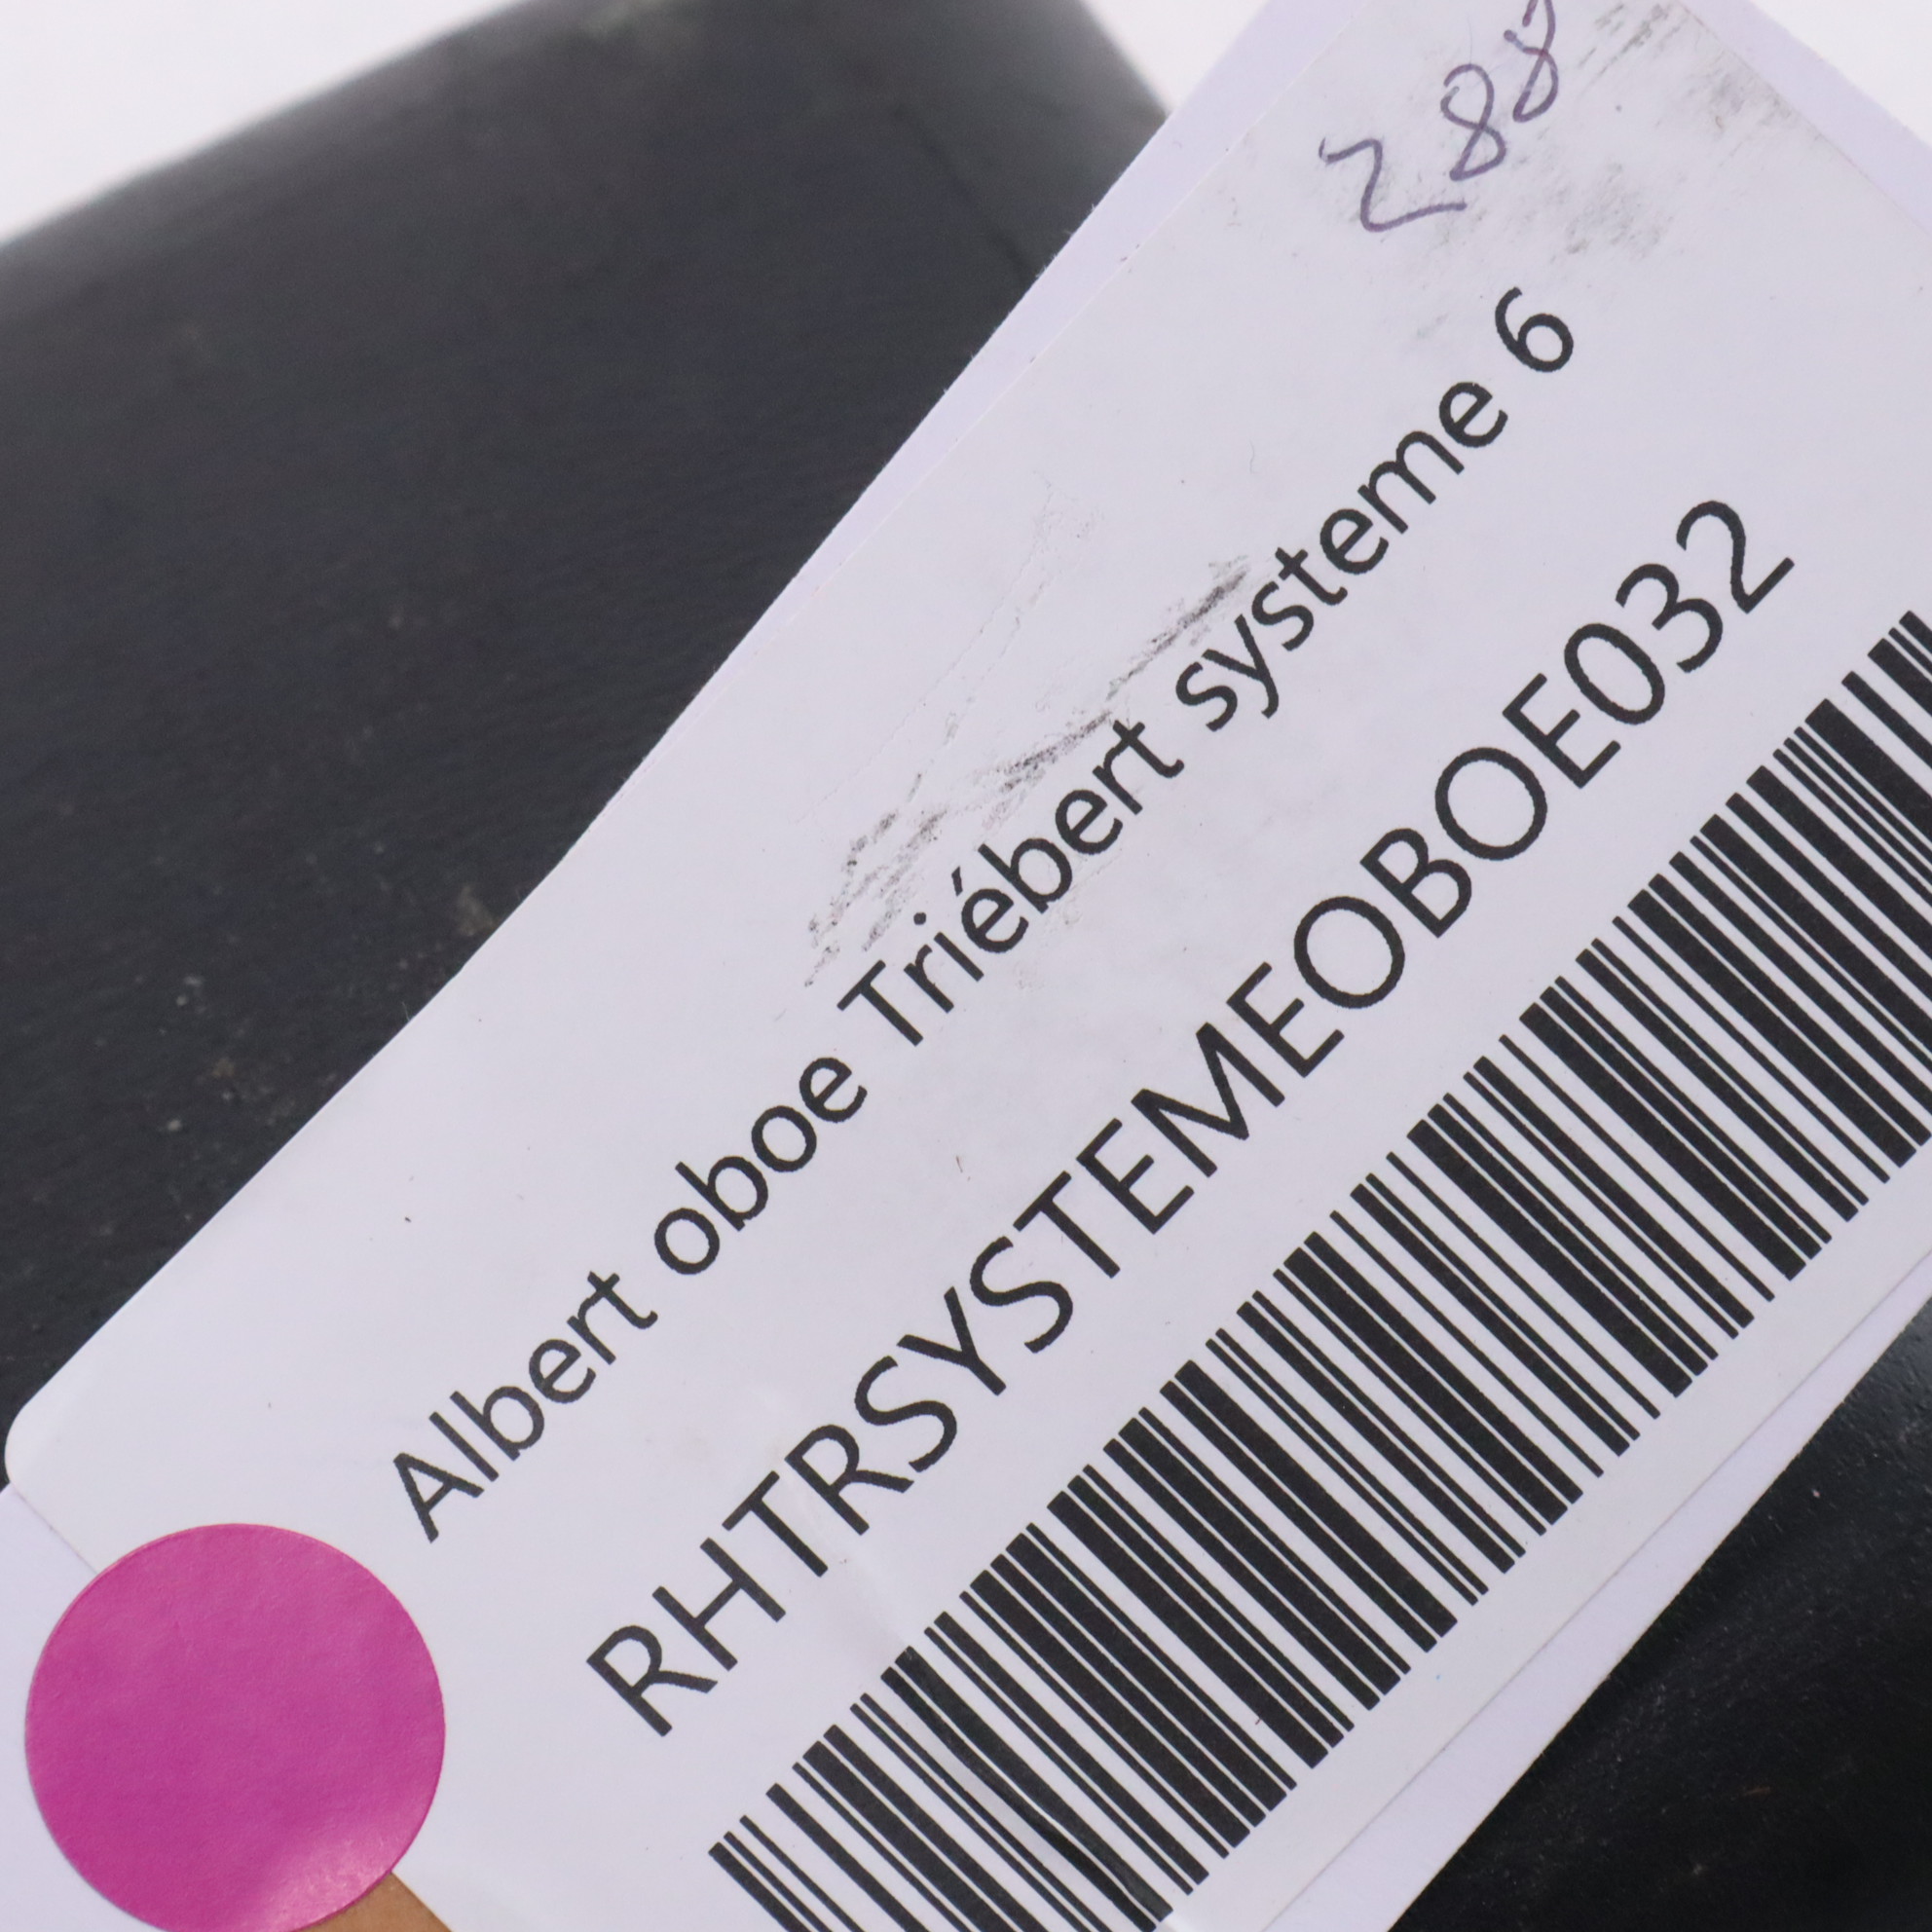 288
Albert oboe Triébert systeme 6
RHTRSYSTEMEOBOE032